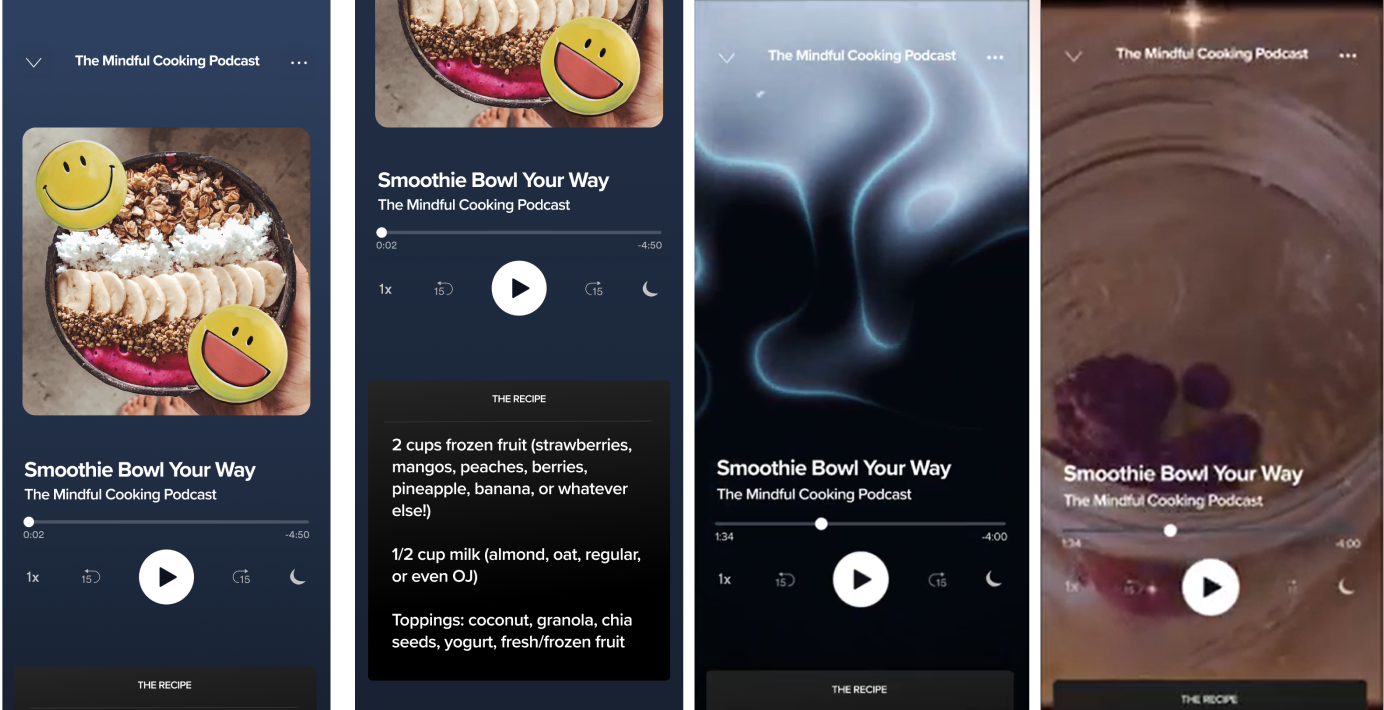 The Mindful Cooking Podcast
Smoothie Bowl Your Way
The Mindful Cooking Podcast
0:02
-4:50
1x
15
15
THE RECIPE
Smoothie Bowl Your Way
The Mindful Cooking Podcast
0:02
-4:50
1x
15
15
THE RECIPE
2 cups frozen fruit (strawberries,
mangos, peaches, berries,
pineapple, banana, or whatever
else!)
1/2 cup milk (almond, oat, regular,
or even OJ)
Toppings: coconut, granola, chia
seeds, yogurt, fresh/frozen fruit
The Mindful Cooking Podcast
Smoothie Bowl Your Way
The Mindful Cooking Podcast
1:34
-4:00
1x
15
15
THE RECIPE
The Mindful Cooking Podcast
Smoothie Bowl Your Way
The Mindful Cooking Podcast
1:34
-4:00
1x
15
THE RECIPE